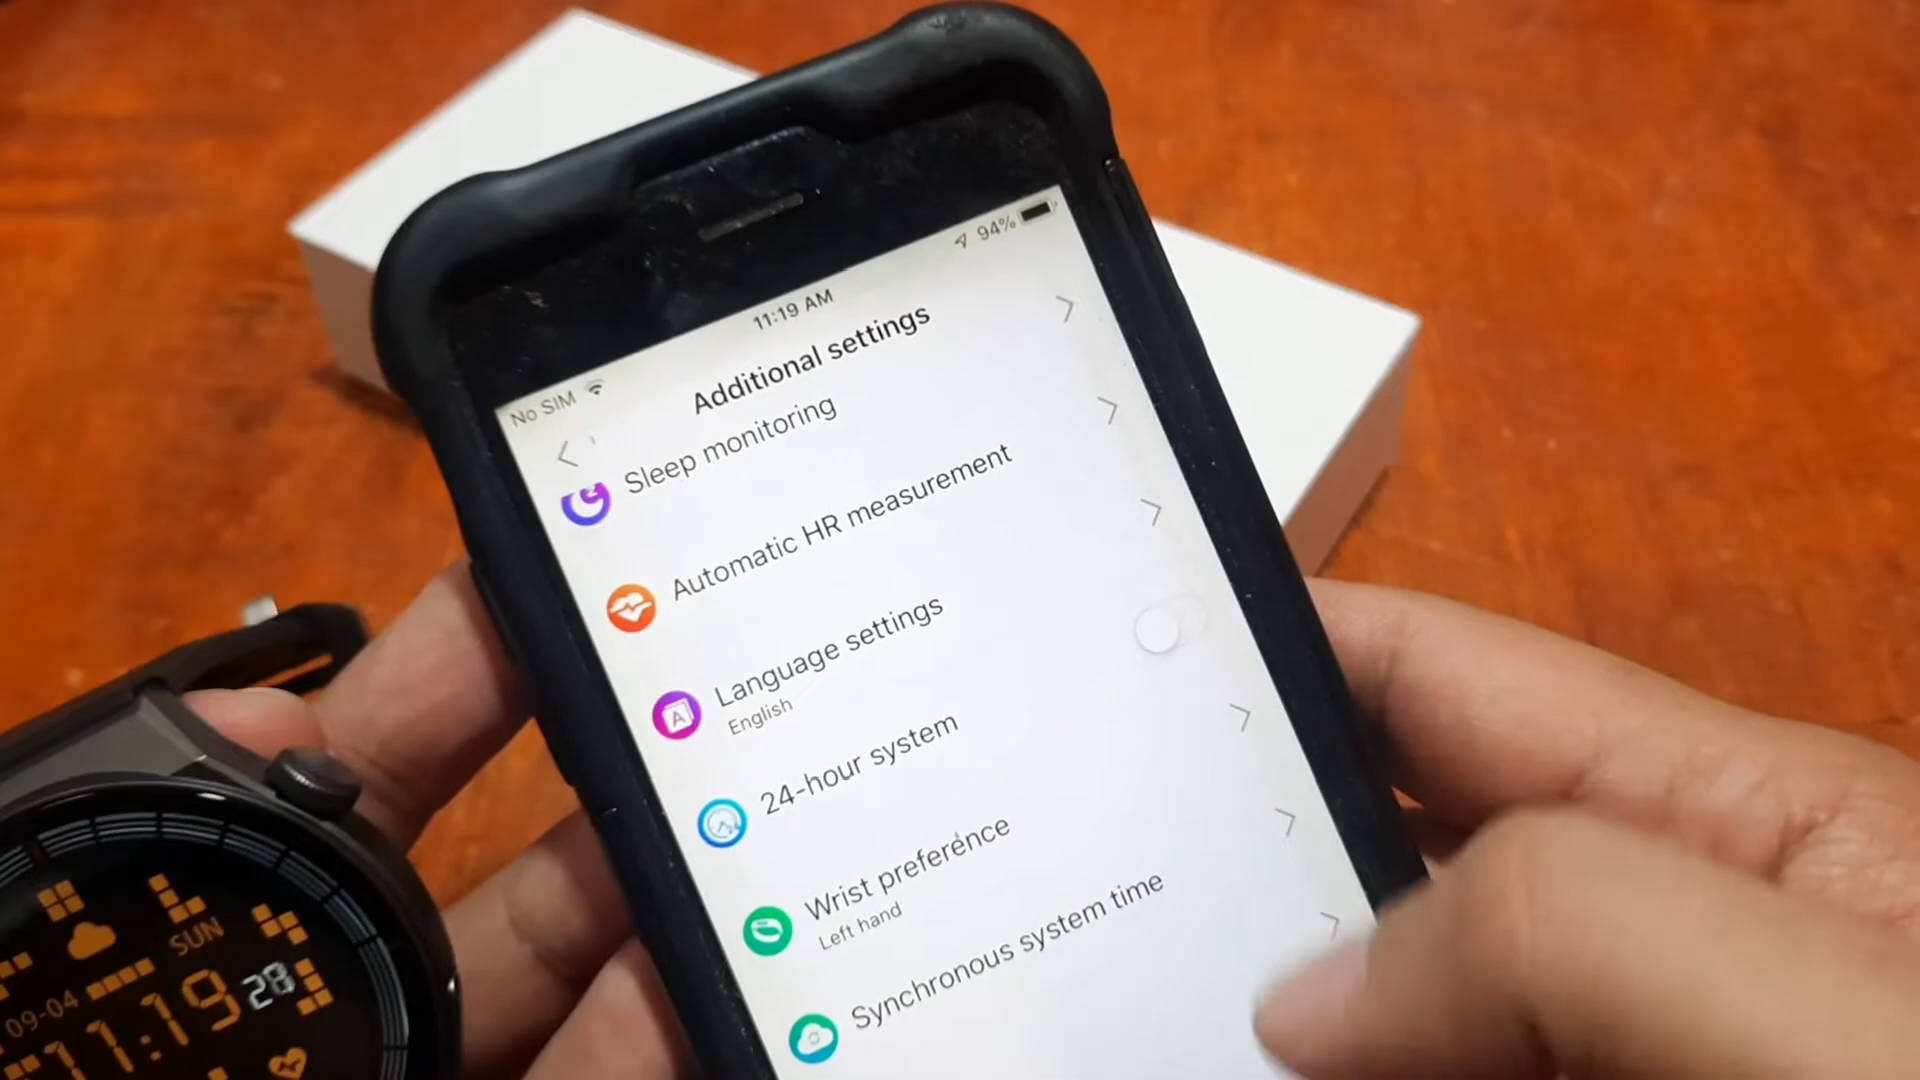 No SIM
11:19 AM
94%
Additional settings
Sleep monitoring
Automatic HR measurement
Language settings
English
A
24-hour system
Wrist preference
Left hand
Synchronous system time
SUN
09-04
11:19 28